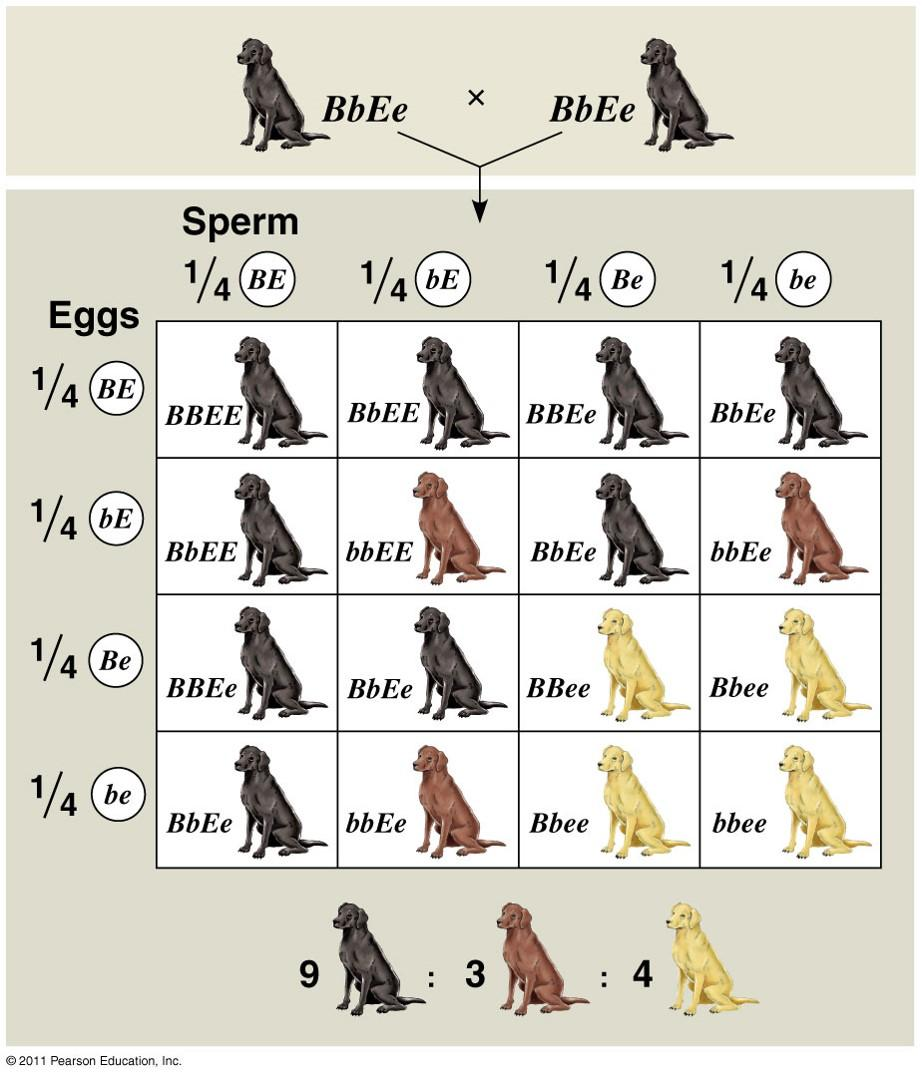 BbEe × BbEe
Sperm
1/4 BE 1/4 bE 1/4 Be 1/4 be
Eggs
1/4 BE BBEE BbEE BBEe BbEe
1/4 bE BbEE bbEE BbEe bbEe
1/4 Be BBEe BbEe BBee Bbee
1/4 be BbEe bbEe Bbee bbee
9 : 3 : 4
© 2011 Pearson Education, Inc.